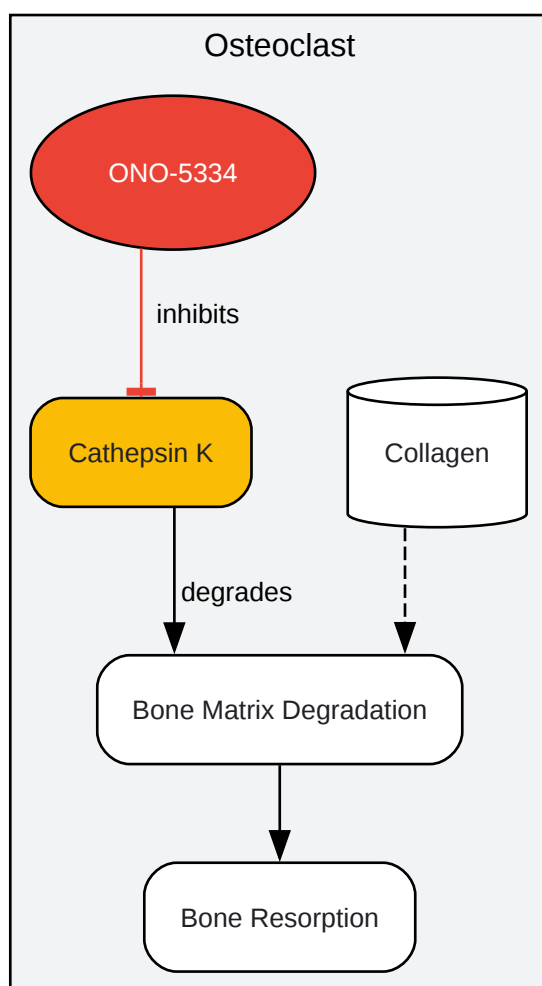 Osteoclast
ONO-5334
inhibits
Cathepsin K
Collagen
degrades
Bone Matrix Degradation
Bone Resorption